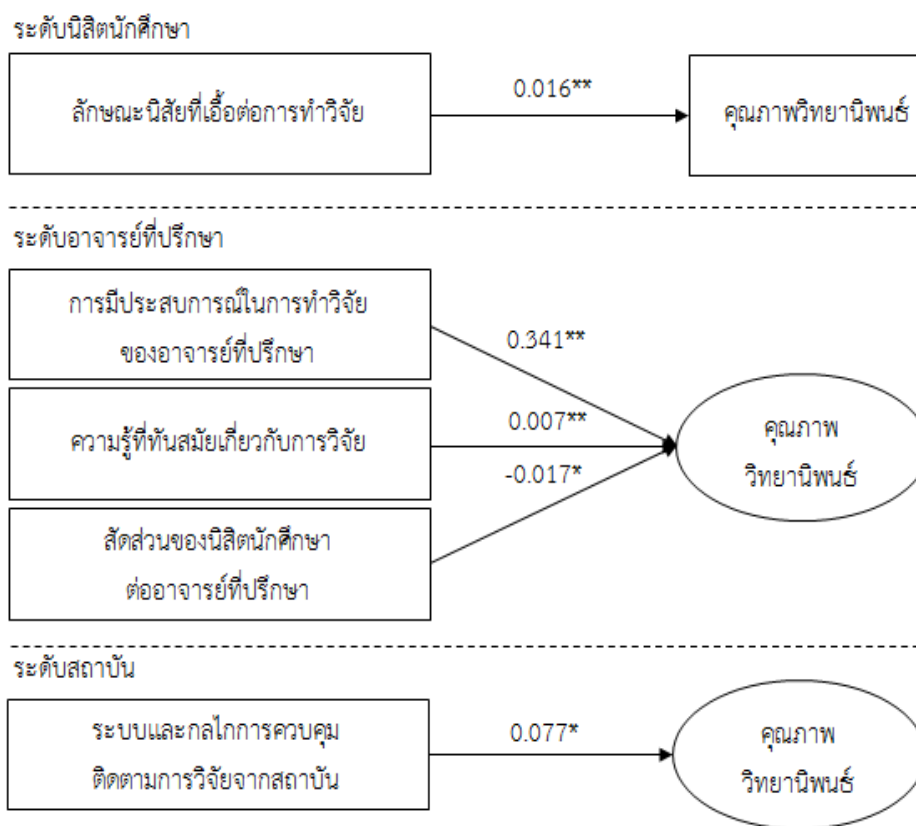 ระดับนิสิตนักศึกษา
ลักษณะนิสัยที่เอื้อต่อการทำวิจัย
0.016**
คุณภาพวิทยานิพนธ์
ระดับอาจารย์ที่ปรึกษา
การมีประสบการณ์ในการทำวิจัย
ของอาจารย์ที่ปรึกษา
0.341**
ความรู้ที่ทันสมัยเกี่ยวกับการวิจัย
0.007**
-0.017*
คุณภาพ
วิทยานิพนธ์
สัดส่วนของนิสิตนักศึกษา
ต่ออาจารย์ที่ปรึกษา
ระดับสถาบัน
ระบบและกลไกการควบคุม
ติดตามการวิจัยจากสถาบัน
0.077*
คุณภาพ
วิทยานิพนธ์